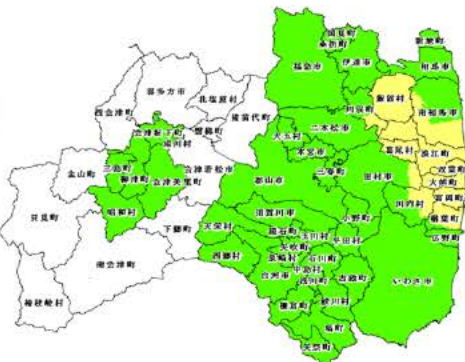 国見町
桑折町
新地町
福島市
伊達市
相馬市
喜多方市
北塩原村
飯舘村
川俣町
南相馬市
西会津町
猪苗代町
磐梯町
二本松市
大玉村
会津坂下町
湯川村
本宮市
葛尾村
浪江町
双葉町
金山町
三島町
柳津町
会津若松市
会津美里町
三春町
郡山市
田村市
大熊町
富岡町
川内村
楢葉町
広野町
昭和村
只見町
須賀川市
小野町
天栄村
下郷町
鏡石町
玉川村
平田村
南会津町
西郷村
矢吹町
泉崎村
石川町
中島村
白河市
浅川町
古殿町
いわき市
檜枝岐村
棚倉町
鮫川村
塙町
矢祭町